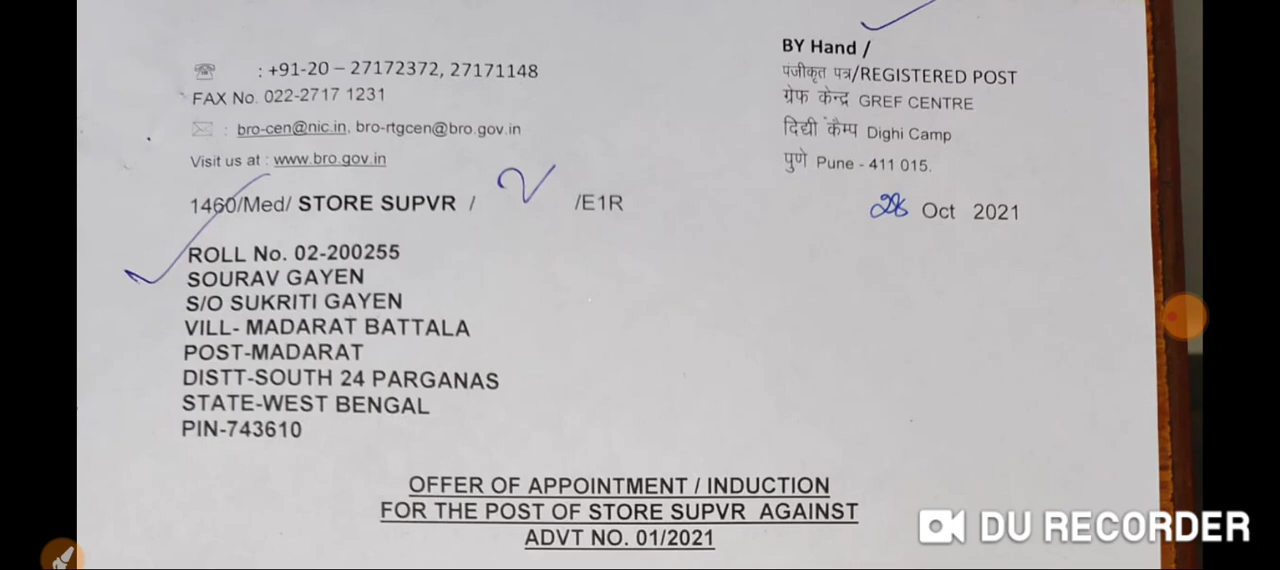 BY Hand /
: +91-20 – 27172372, 27171148
पंजीकृत पत्र/REGISTERED POST
FAX No. 022-2717 1231
ग्रेफ केन्द्र GREF CENTRE
: bro-cen@nic.in, bro-rtgcen@bro.gov.in
दिघी कैम्प Dighi Camp
Visit us at : www.bro.gov.in
पुणे Pune - 411 015.
1460/Med/ STORE SUPVR / /E1R
28 Oct 2021
ROLL No. 02-200255
SOURAV GAYEN
S/O SUKRITI GAYEN
VILL- MADARAT BATTALA
POST-MADARAT
DISTT-SOUTH 24 PARGANAS
STATE-WEST BENGAL
PIN-743610
OFFER OF APPOINTMENT / INDUCTION
FOR THE POST OF STORE SUPVR AGAINST
ADVT NO. 01/2021
DU RECORDER